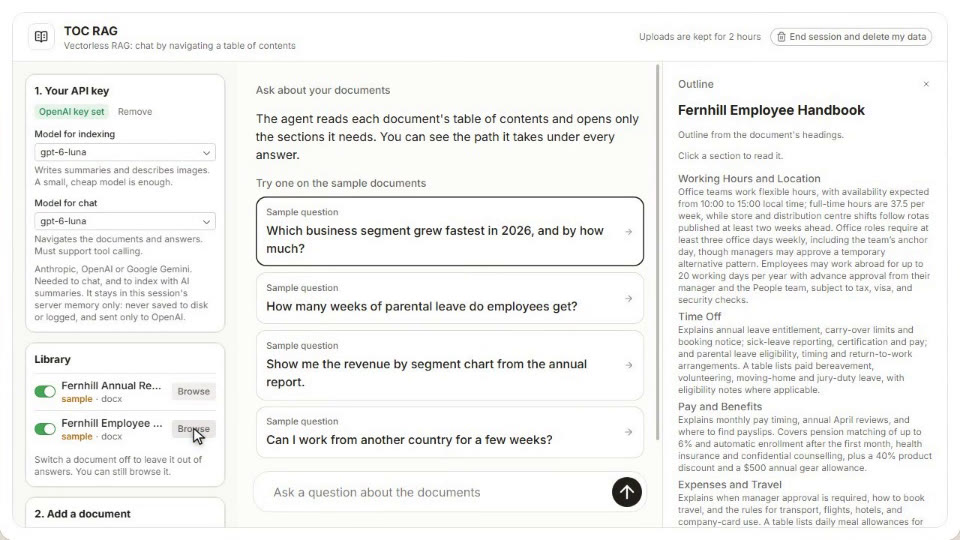 TOC RAG
Vectorless RAG: chat by navigating a table of contents
Uploads are kept for 2 hours
End session and delete my data
1. Your API key
OpenAI key set
Remove
Model for indexing
gpt-6-luna
Writes summaries and describes images.
A small, cheap model is enough.
Model for chat
gpt-6-luna
Navigates the documents and answers.
Must support tool calling.
Anthropic, OpenAI or Google Gemini.
Needed to chat, and to index with AI
summaries. It stays in this session's
server memory only: never saved to disk
or logged, and sent only to OpenAI.
Library
Fernhill Annual Re...
sample · docx
Browse
Fernhill Employee ...
sample · docx
Browse
Switch a document off to leave it out of
answers. You can still browse it.
2. Add a document
Ask about your documents
The agent reads each document's table of contents and opens only
the sections it needs. You can see the path it takes under every
answer.
Try one on the sample documents
Sample question
Which business segment grew fastest in 2026, and by how
much?
Sample question
How many weeks of parental leave do employees get?
Sample question
Show me the revenue by segment chart from the annual
report.
Sample question
Can I work from another country for a few weeks?
Ask a question about the documents
Outline
Fernhill Employee Handbook
Outline from the document's headings.
Click a section to read it.
Working Hours and Location
Office teams work flexible hours, with availability expected
from 10:00 to 15:00 local time; full-time hours are 37.5 per
week, while store and distribution centre shifts follow rotas
published at least two weeks ahead. Office roles require at
least three office days weekly, including the team's anchor
day, though managers may approve a temporary
alternative pattern. Employees may work abroad for up to
20 working days per year with advance approval from their
manager and the People team, subject to tax, visa, and
security checks.
Time Off
Explains annual leave entitlement, carry-over limits and
booking notice; sick-leave reporting, certification and pay;
and parental leave eligibility, timing and return-to-work
arrangements. A table lists paid bereavement,
volunteering, moving-home and jury-duty leave, with
eligibility notes where applicable.
Pay and Benefits
Explains monthly pay timing, annual April reviews, and
where to find payslips. Covers pension matching of up to
6% and automatic enrollment after the first month, health
insurance and confidential counselling, plus a 40% product
discount and a $500 annual gear allowance.
Expenses and Travel
Explains when manager approval is required, how to book
travel, and the rules for transport, flights, hotels, and
company-card use. A table lists daily meal allowances for